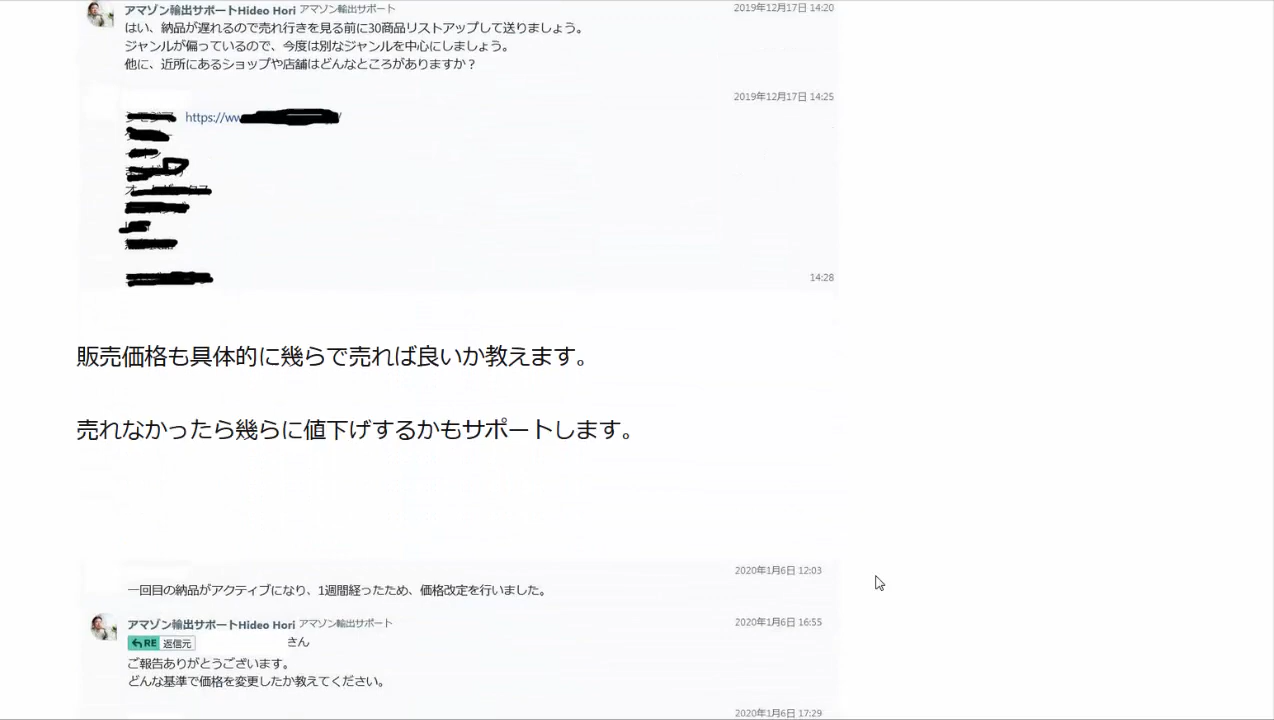 アマゾン輸出サポートHideo Hori アマゾン輸出サポート 2019年12月17日 14:20
はい、納品が遅れるので売れ行きを見る前に30商品リストアップして送りましょう。
ジャンルが偏っているので、今度は別なジャンルを中心にしましょう。
他に、近所にあるショップや店舗はどんなところがありますか？
2019年12月17日 14:25
https://ww
14:28
販売価格も具体的に幾らで売れば良いか教えます。
売れなかったら幾らに値下げするかもサポートします。
2020年1月6日 12:03
一回目の納品がアクティブになり、1週間経ったため、価格改定を行いました。
アマゾン輸出サポートHideo Hori アマゾン輸出サポート 2020年1月6日 16:55
RE 返信元 さん
ご報告ありがとうございます。
どんな基準で価格を変更したか教えてください。
2020年1月6日 17:29